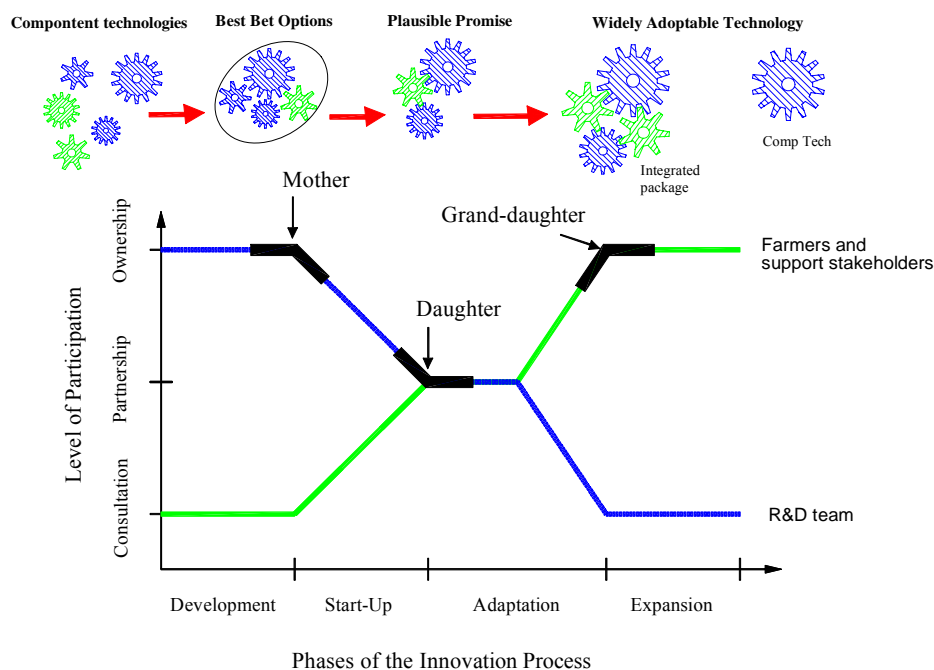 Compontent technologies
Best Bet Options
Plausible Promise
Widely Adoptable Technology
Comp Tech
Integrated
package
Mother
Grand-daughter
Daughter
Farmers and
support stakeholders
R&D team
Level of Participation
Ownership
Partnership
Consultation
Development
Start-Up
Adaptation
Expansion
Phases of the Innovation Process